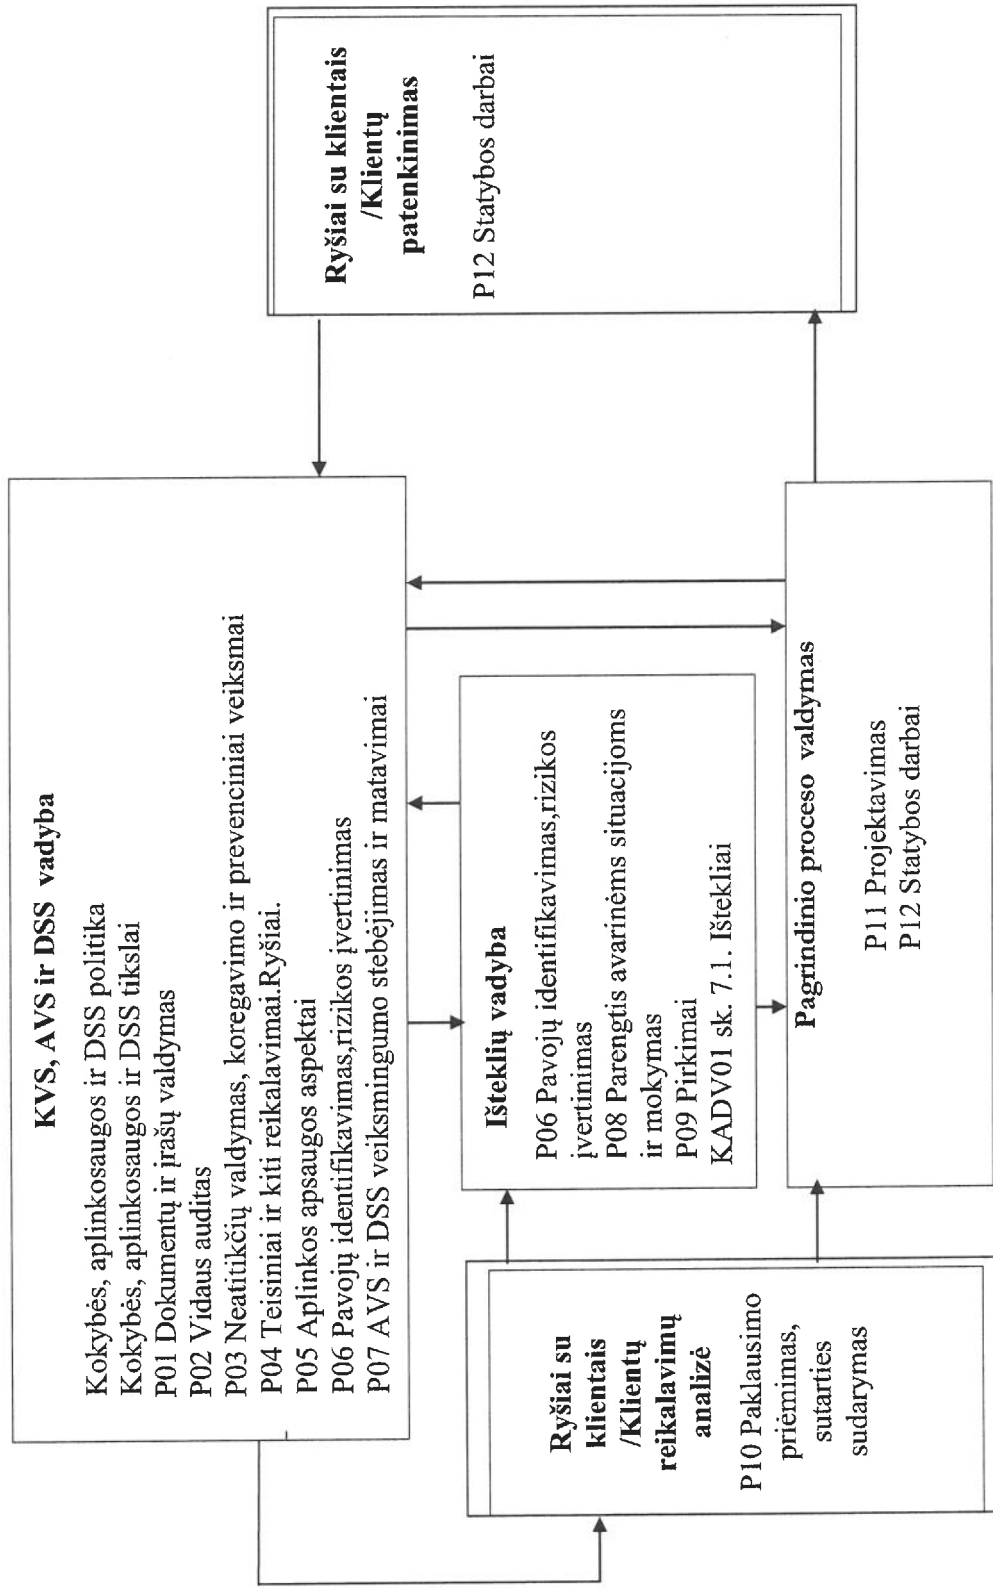 KVS, AVS ir DSS vadyba
Kokybės, aplinkosaugos ir DSS politika
Kokybės, aplinkosaugos ir DSS tikslai
P01 Dokumentų ir įrašų valdymas
P02 Vidaus auditas
P03 Neatitikčių valdymas, koregavimo ir prevenciniai veiksmai
P04 Teisiniai ir kiti reikalavimai.Ryšiai.
P05 Aplinkos apsaugos aspektai
P06 Pavojų identifikavimas,rizikos įvertinimas
P07 AVS ir DSS veiksmingumo stebėjimas ir matavimai
Ryšiai su
klientais
/Klientų
reikalavimų
analizė
P10 Paklausimo
priėmimas,
sutarties
sudarymas
Išteklių vadyba
P06 Pavojų identifikavimas,rizikos
įvertinimas
P08 Parengtis avarinėms situacijoms
ir mokymas
P09 Pirkimai
KADV01 sk. 7.1. Ištekliai
Pagrindinio proceso valdymas
P11 Projektavimas
P12 Statybos darbai
Ryšiai su klientais
/Klientų
patenkinimas
P12 Statybos darbai